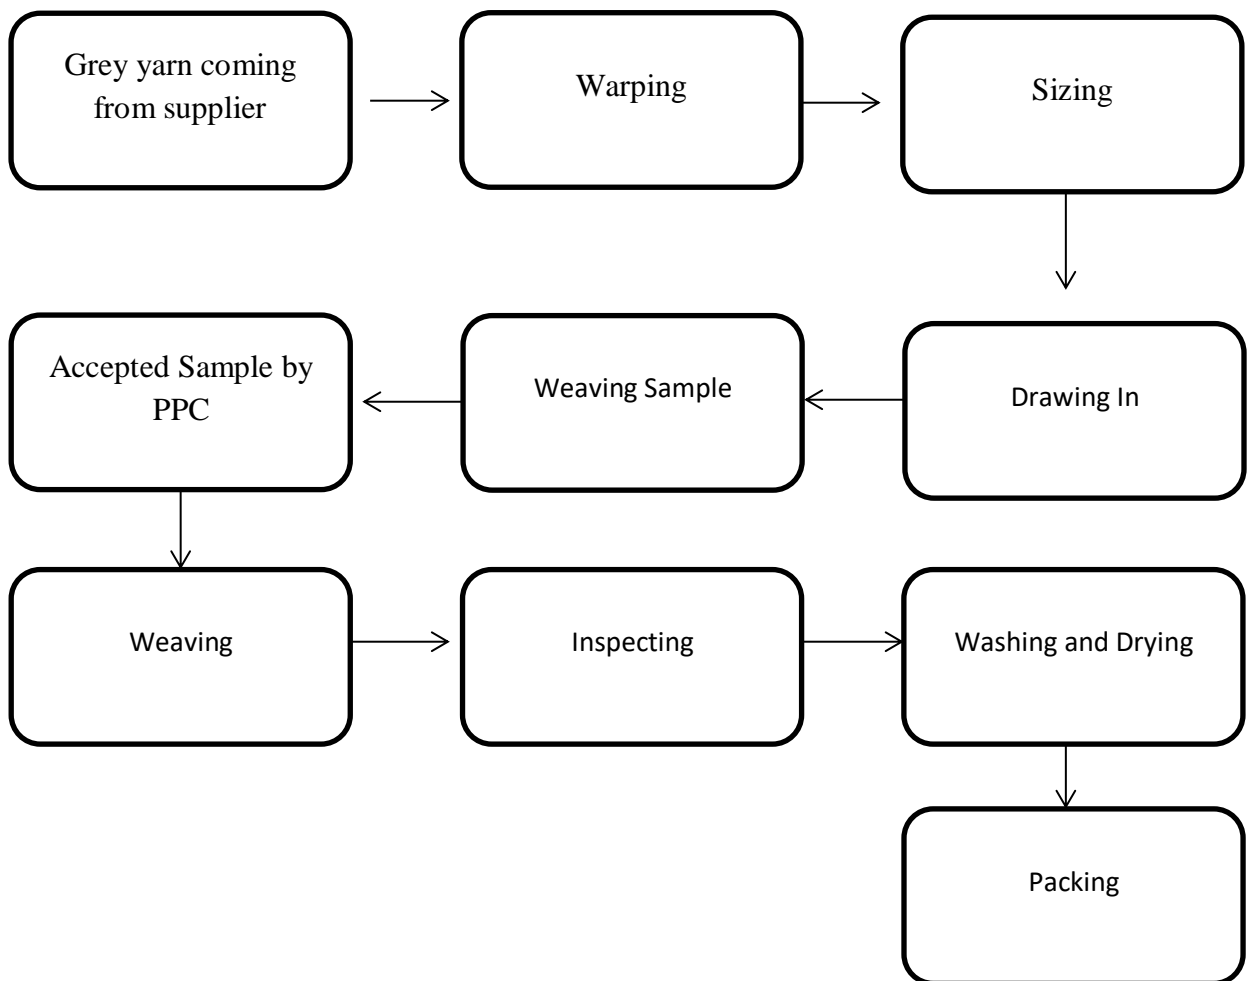 Grey yarn coming
from supplier
Warping
Sizing
Accepted Sample by
PPC
Weaving Sample
Drawing In
Weaving
Inspecting
Washing and Drying
Packing